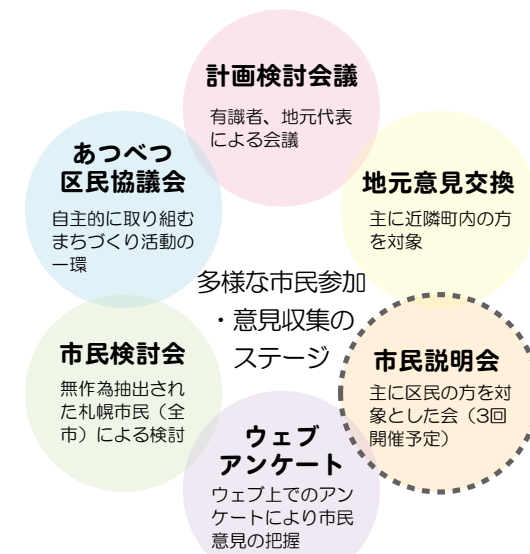 計画検討会議
有識者、地元代表
による会議
あつべつ
区民協議会
自主的に取り組む
まちづくり活動の
一環
地元意見交換
主に近隣町内の方
を対象
多様な市民参加
・意見収集の
ステージ
市民検討会
無作為抽出され
た札幌市民（全
市）による検討
市民説明会
主に区民の方を対
象とした会（3回
開催予定）
ウェブ
アンケート
ウェブ上でのアン
ケートにより市民
意見の把握